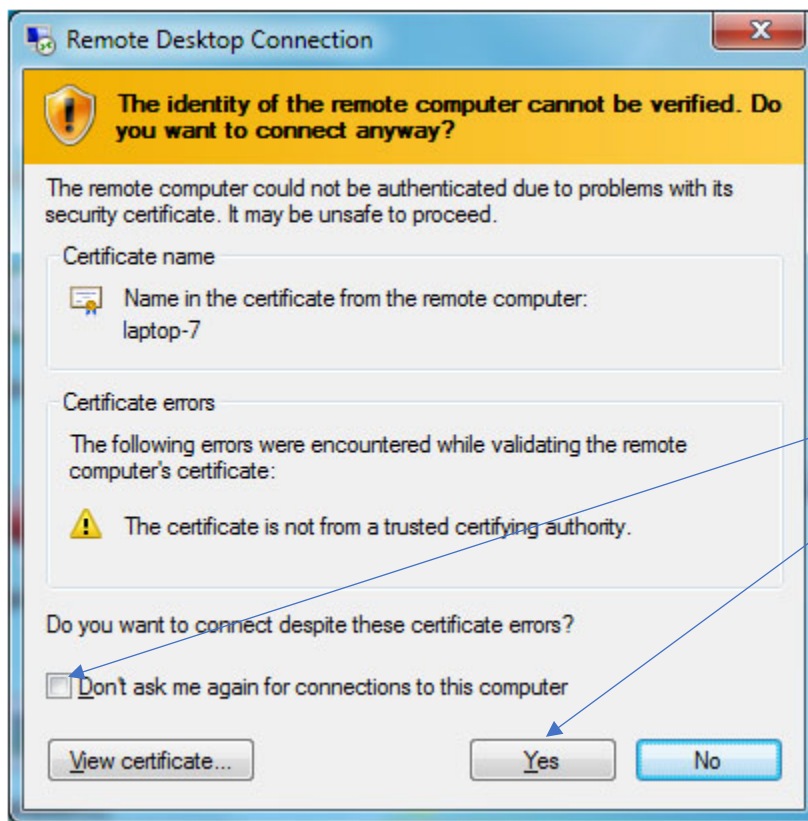 Remote Desktop Connection
X
The identity of the remote computer cannot be verified. Do
you want to connect anyway?
The remote computer could not be authenticated due to problems with its
security certificate. It may be unsafe to proceed.
Certificate name
Name in the certificate from the remote computer:
laptop-7
Certificate errors
The following errors were encountered while validating the remote
computer's certificate:
The certificate is not from a trusted certifying authority.
Do you want to connect despite these certificate errors?
Don't ask me again for connections to this computer
View certificate... Yes No